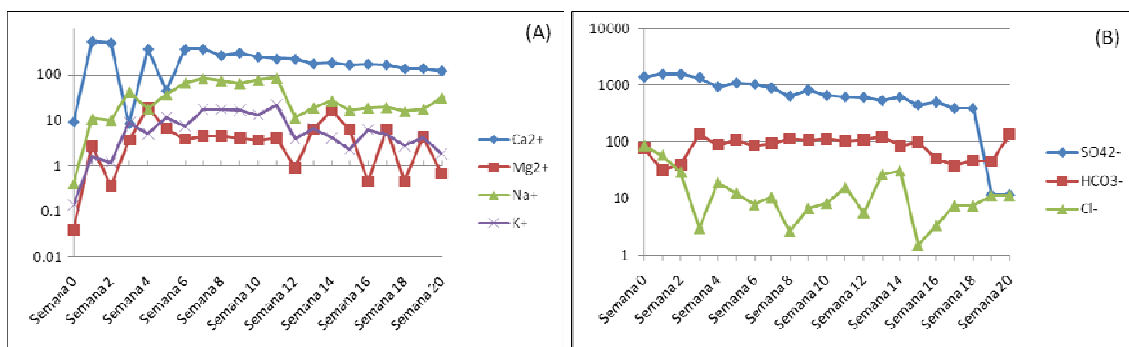 (A)
100
10
1
0.1
0.01
Semana 0
Semana 2
Semana 4
Semana 6
Semana 8
Semana 10
Semana 12
Semana 14
Semana 16
Semana 18
Semana 20
Ca2+
Mg2+
Na+
K+
(B)
10000
1000
100
10
1
Semana 0
Semana 2
Semana 4
Semana 6
Semana 8
Semana 10
Semana 12
Semana 14
Semana 16
Semana 18
Semana 20
SO42-
HCO3-
Cl-